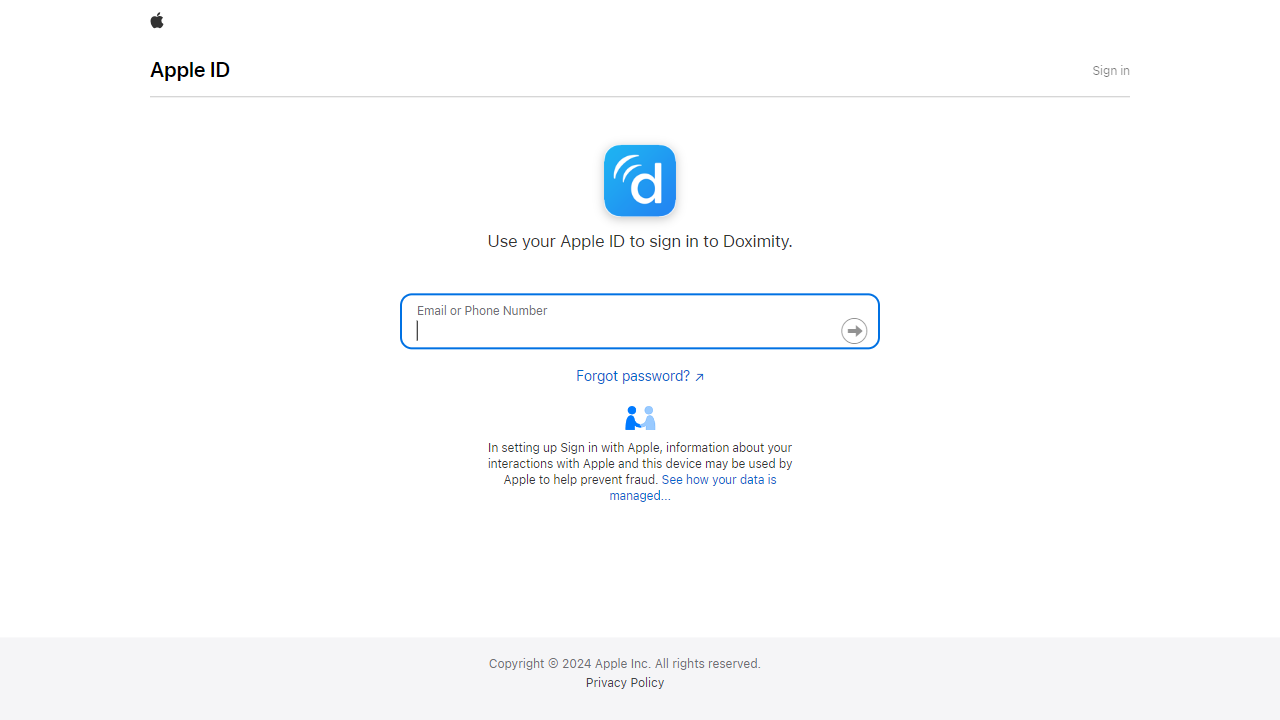 Apple ID
Sign in
d
Use your Apple ID to sign in to Doximity.
Email or Phone Number
Forgot password? ↗
In setting up Sign in with Apple, information about your
interactions with Apple and this device may be used by
Apple to help prevent fraud. See how your data is
managed...
Copyright © 2024 Apple Inc. All rights reserved.
Privacy Policy